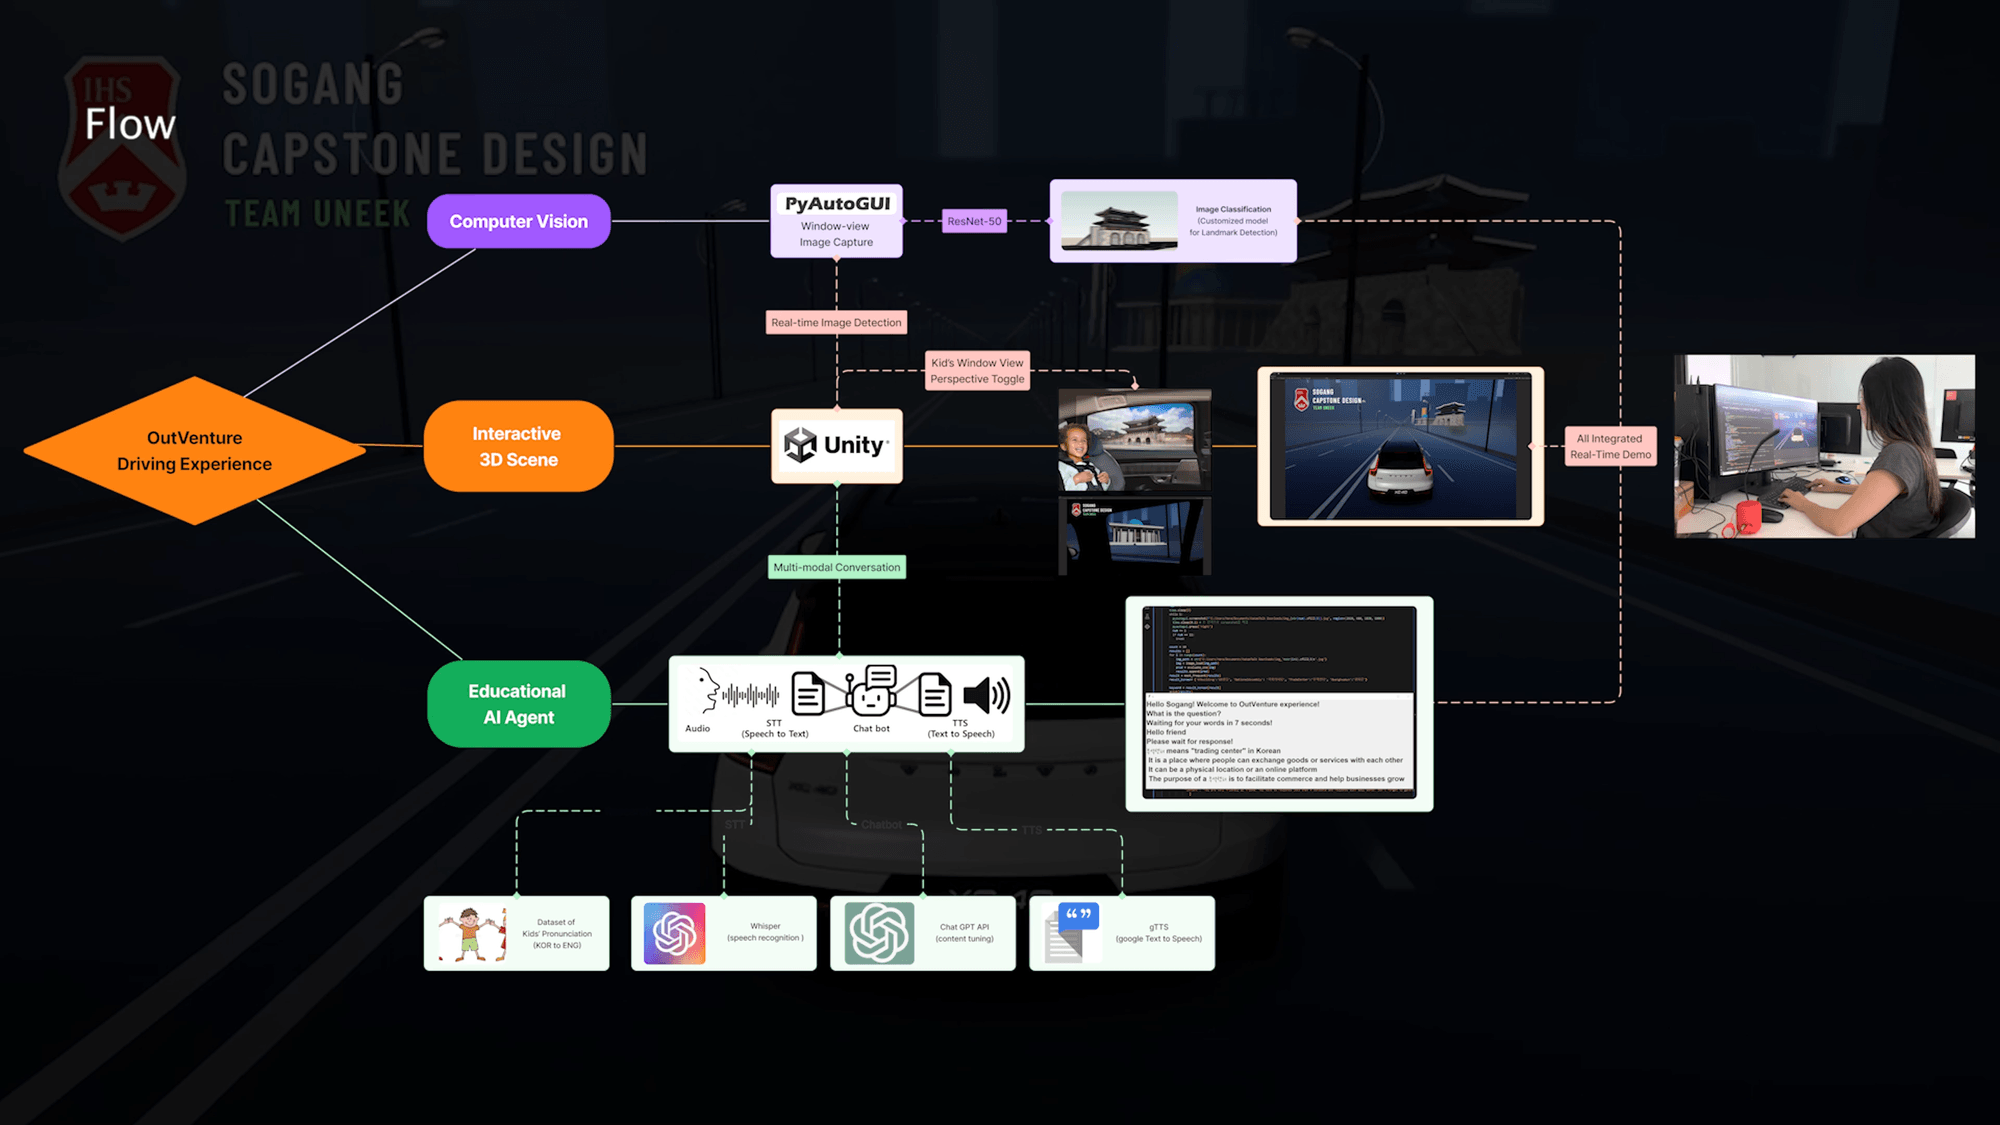 IHS
Flow
SOGANG
CAPSTONE DESIGN
TEAM UNEEK
Computer Vision
PyAutoGUI
Window-view
Image Capture
ResNet-50
Image Classification
(Customized model
for Landmark Detection)
Real-time Image Detection
Kid's Window View
Perspective Toggle
OutVenture
Driving Experience
Interactive
3D Scene
Unity
SOGANG
CAPSTONE DESIGN
TEAM UNEEK
SOGANG
CAPSTONE DESIGN
All Integrated
Real-Time Demo
Multi-modal Conversation
Educational
AI Agent
Audio
STT
(Speech to Text)
Chat bot
TTS
(Text to Speech)
Hello Sogang! Welcome to OutVenture experience!
What is the question?
Waiting for your words in 7 seconds!
Hello friend
Please wait for response!
means "trading center" in Korean
It is a place where people can exchange goods or services with each other
It can be a physical location or an online platform
The purpose of a is to facilitate commerce and help businesses grow
STT
Chatbot
TTS
Dataset of
Kids' Pronunciation
(KOR to ENG)
Whisper
(speech recognition )
Chat GPT API
(content tuning)
gTTS
(google Text to Speech)